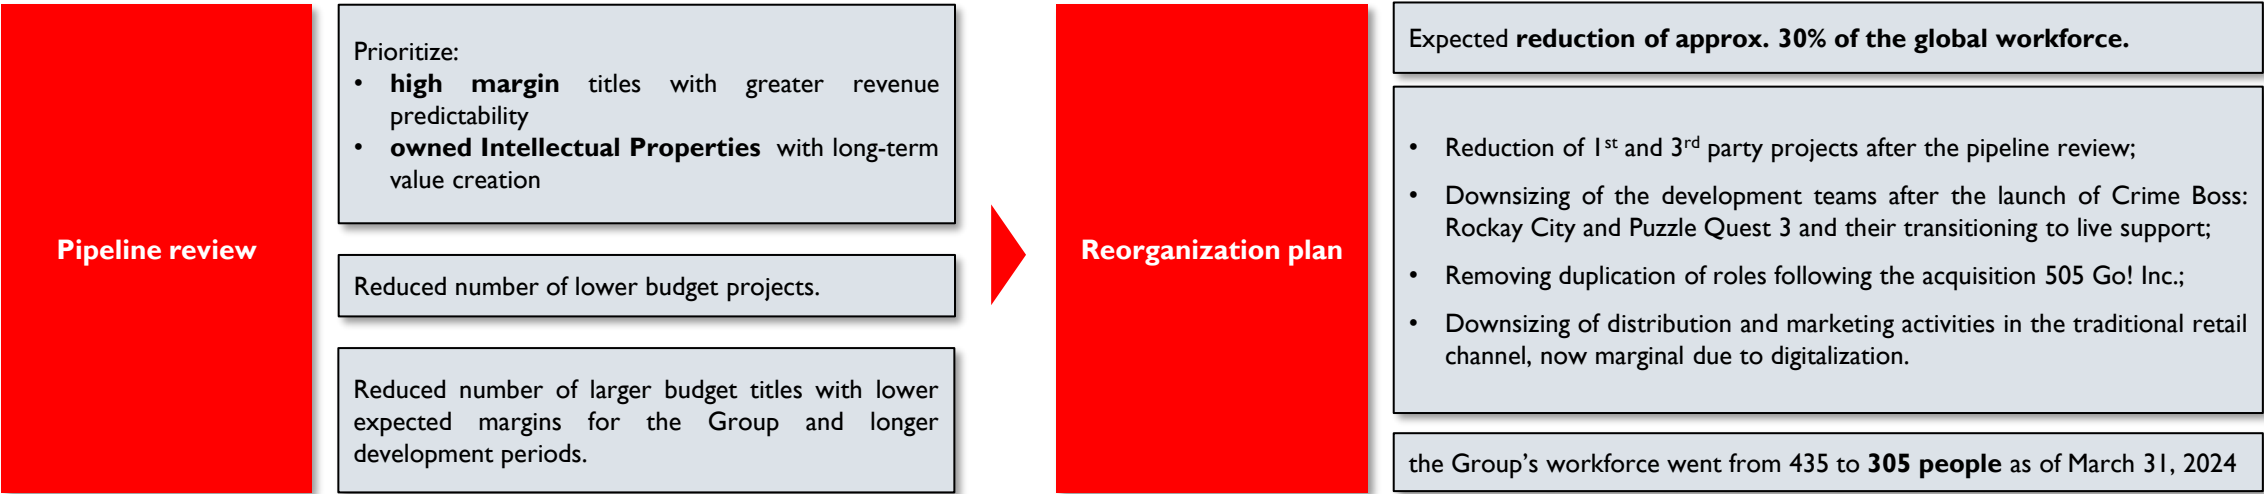 Pipeline review
Prioritize:
• high margin titles with greater revenue
predictability
• owned Intellectual Properties with long-term
value creation
Reduced number of lower budget projects.
Reduced number of larger budget titles with lower
expected margins for the Group and longer
development periods.
Reorganization plan
Expected reduction of approx. 30% of the global workforce.
• Reduction of 1st and 3rd party projects after the pipeline review;
• Downsizing of the development teams after the launch of Crime Boss:
Rockay City and Puzzle Quest 3 and their transitioning to live support;
• Removing duplication of roles following the acquisition 505 Go! Inc.;
• Downsizing of distribution and marketing activities in the traditional retail
channel, now marginal due to digitalization.
the Group’s workforce went from 435 to 305 people as of March 31, 2024